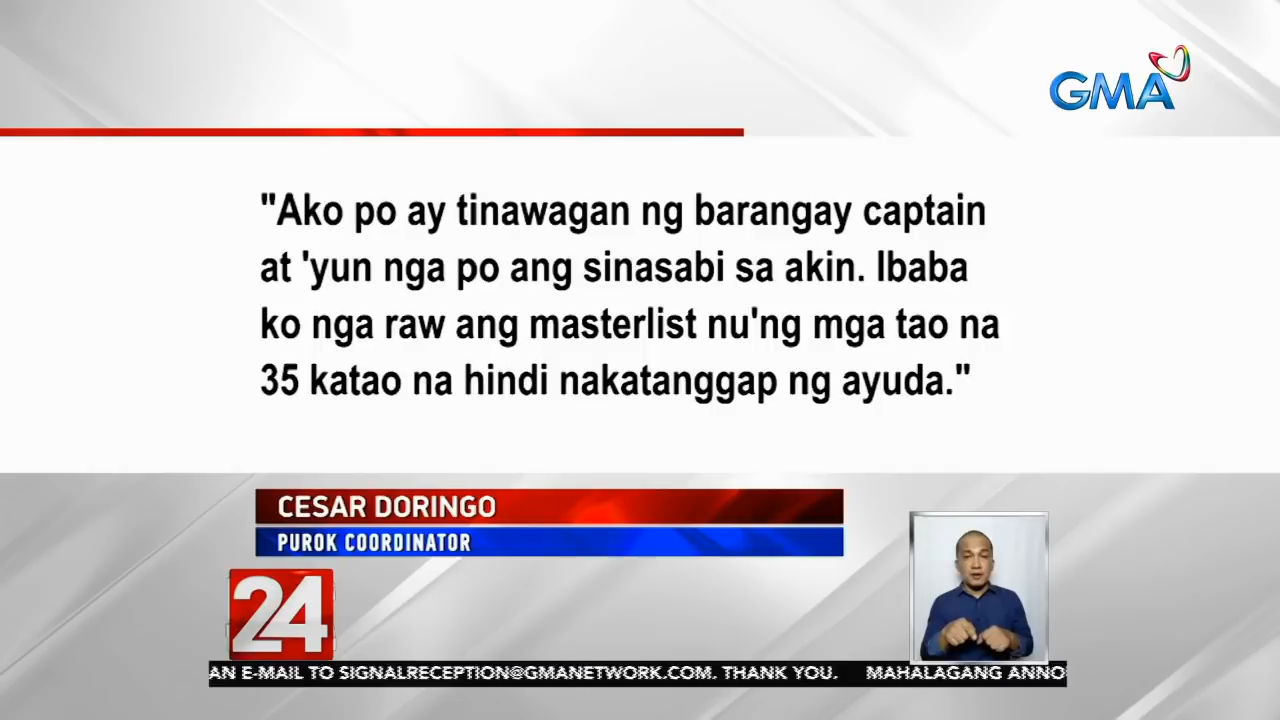 GMA
"Ako po ay tinawagan ng barangay captain
at 'yun nga po ang sinasabi sa akin. Ibaba
ko nga raw ang masterlist nu'ng mga tao na
35 katao na hindi nakatanggap ng ayuda."
CESAR DORINGO
PUROK COORDINATOR
24
AN E-MAIL TO SIGNALRECEPTION@GMANETWORK.COM. THANK YOU. MAHALAGANG ANNO